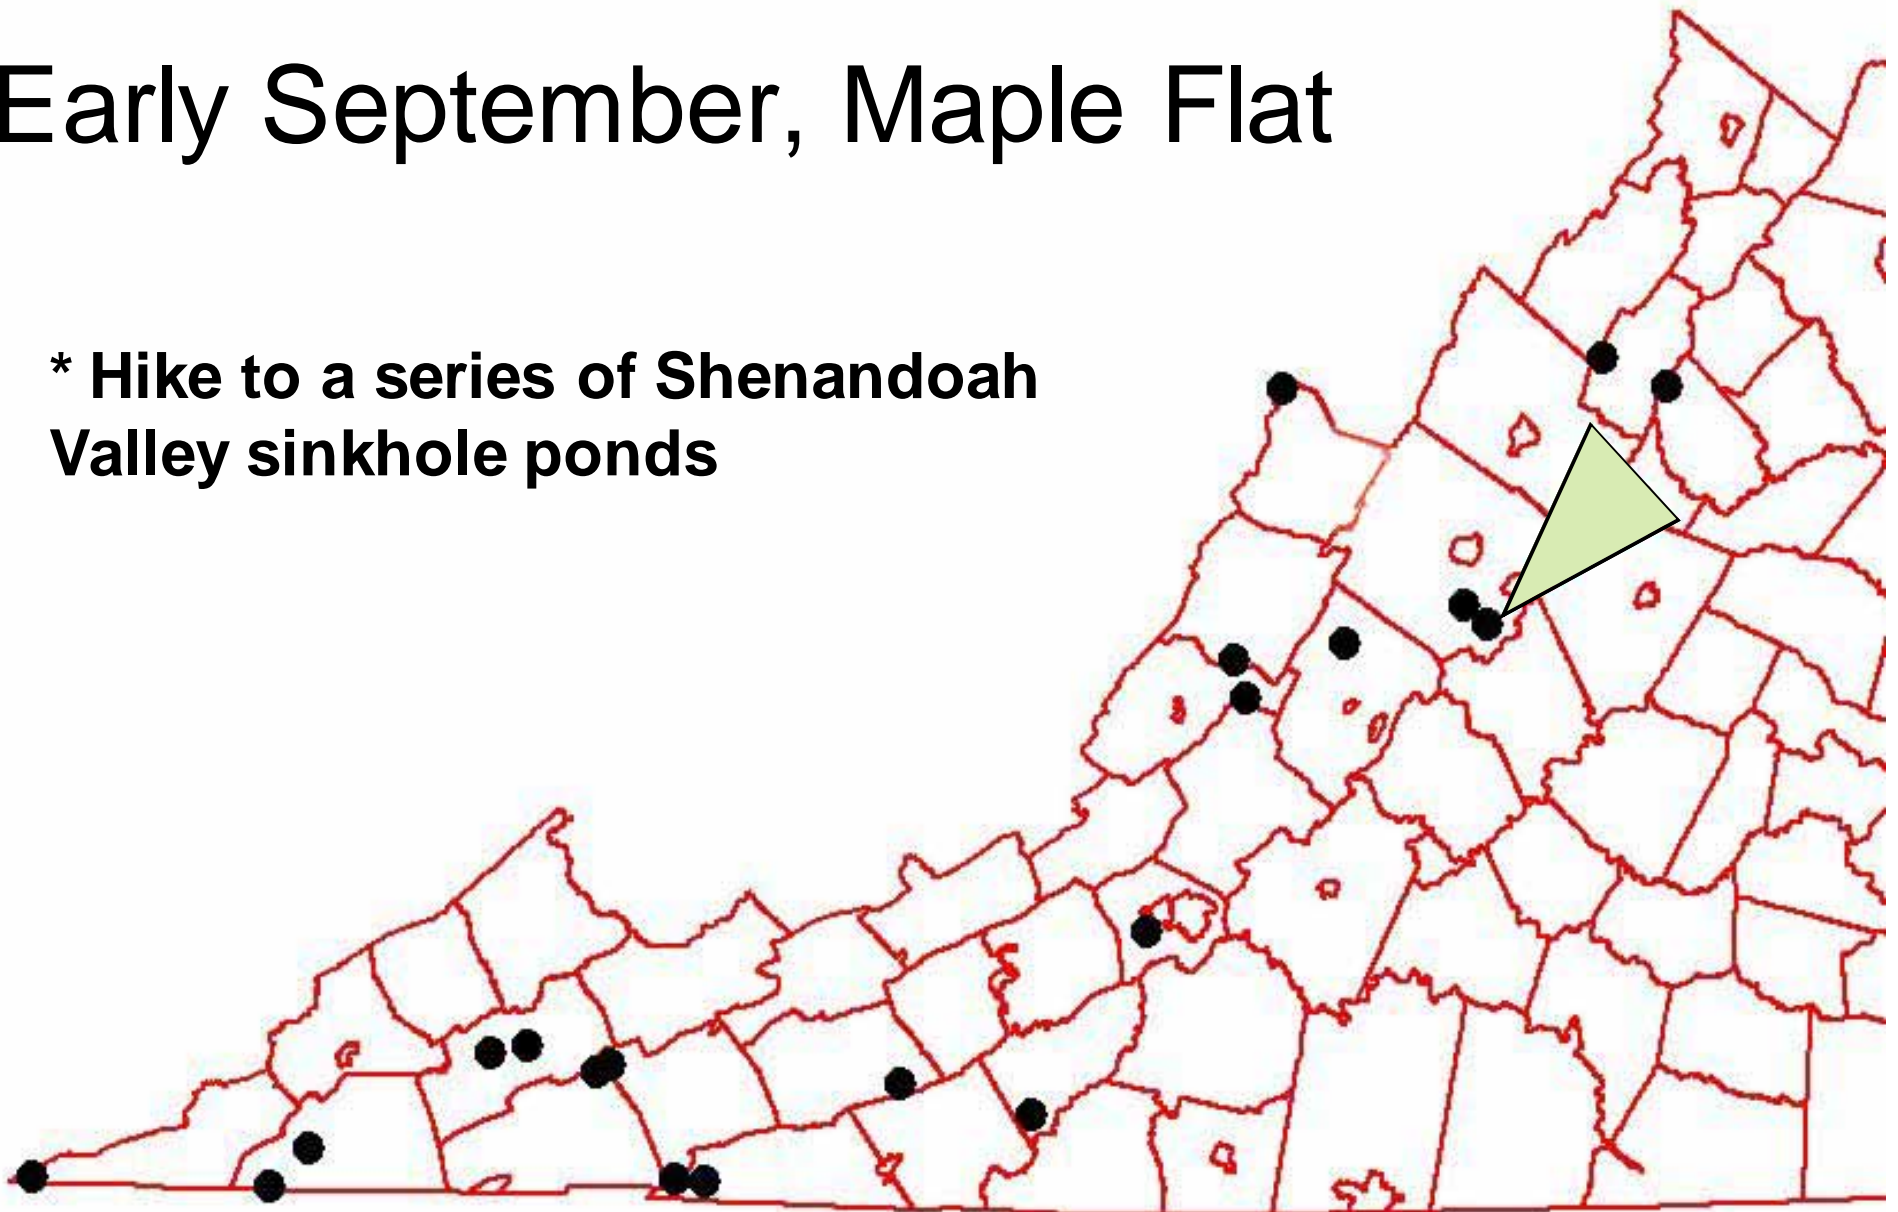 Early September, Maple Flat
* Hike to a series of Shenandoah
Valley sinkhole ponds